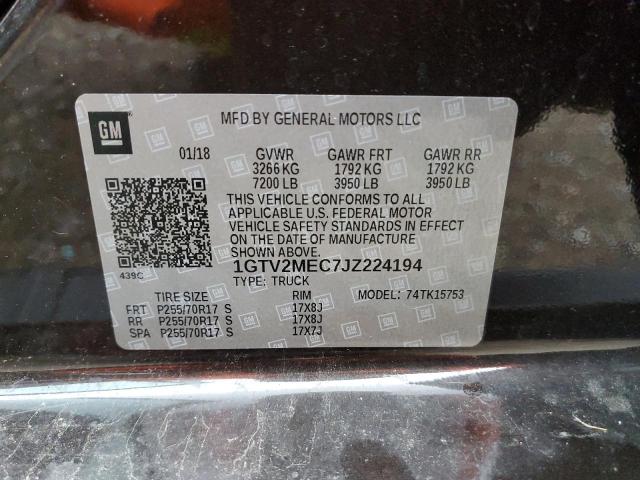 GM
MFD BY GENERAL MOTORS LLC
01/18 GVWR GAWR FRT GAWR RR
3266 KG 1792 KG 1792 KG
7200 LB 3950 LB 3950 LB
THIS VEHICLE CONFORMS TO ALL
APPLICABLE U.S. FEDERAL MOTOR
VEHICLE SAFETY STANDARDS IN EFFECT
ON THE DATE OF MANUFACTURE
SHOWN ABOVE.
439C 1GTV2MEC7JZ224194
TYPE: TRUCK
TIRE SIZE RIM MODEL: 74TK15753
FRT P255/70R17 S 17X8J
RR P255/70R17 S 17X8J
SPA P255/70R17 S 17X7J